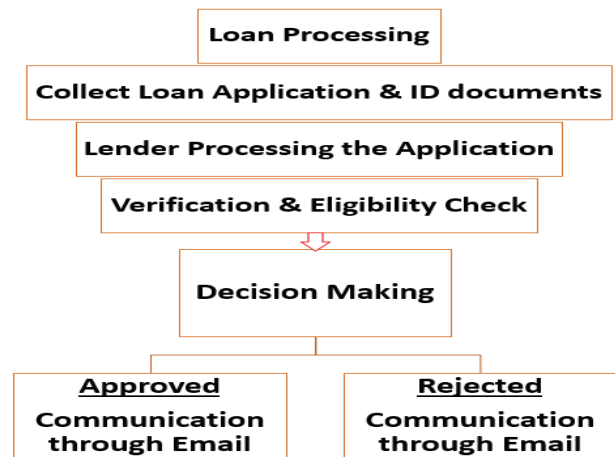 Loan Processing
Collect Loan Application & ID documents
Lender Processing the Application
Verification & Eligibility Check
Decision Making
Approved
Communication
through Email
Rejected
Communication
through Email